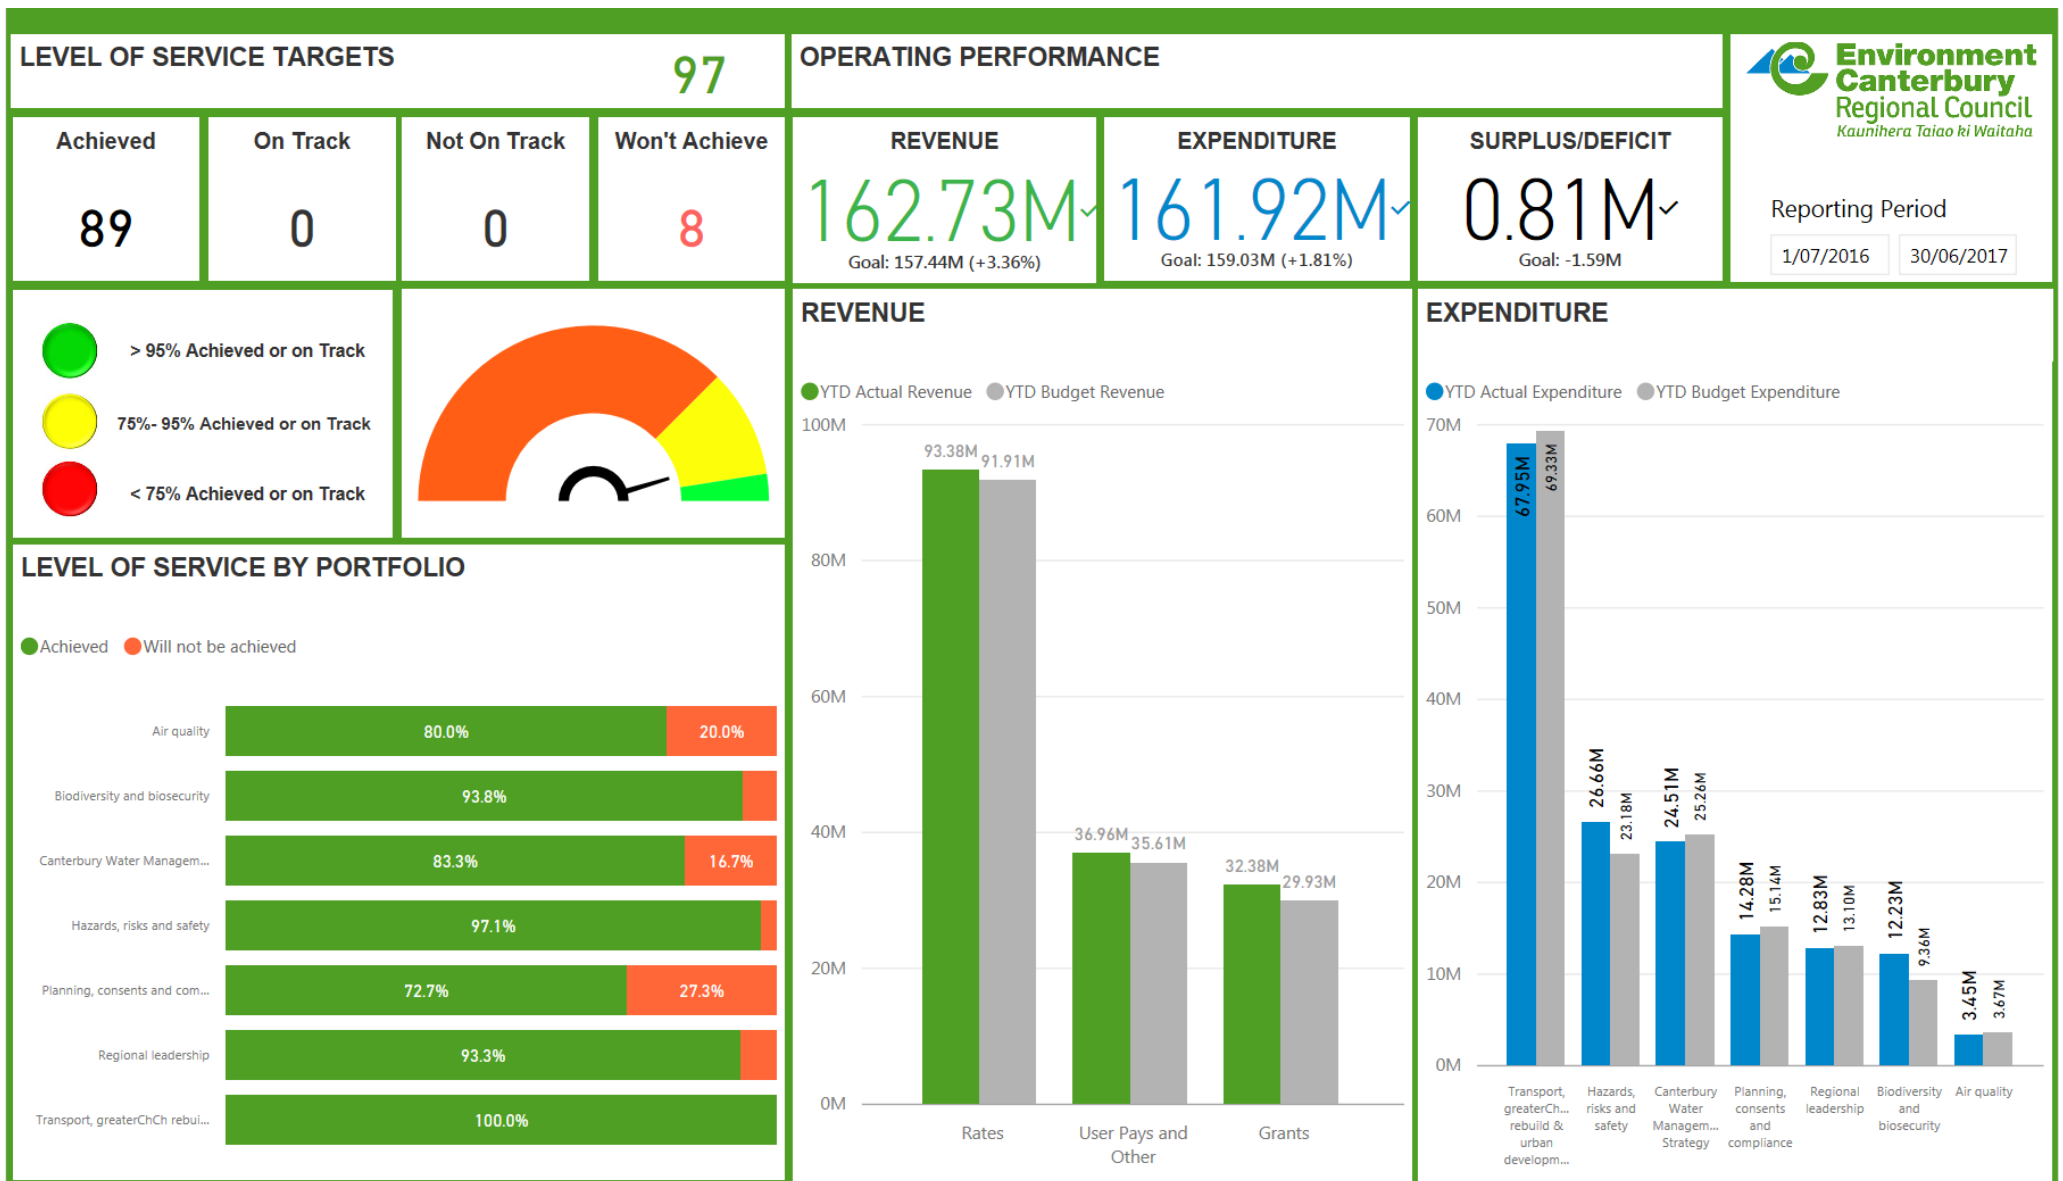 LEVEL OF SERVICE TARGETS
97
Achieved
89
On Track
0
Not On Track
0
Won't Achieve
8
> 95% Achieved or on Track
75%- 95% Achieved or on Track
< 75% Achieved or on Track
LEVEL OF SERVICE BY PORTFOLIO
Achieved
Will not be achieved
Air quality
80.0%
20.0%
Biodiversity and biosecurity
93.8%
Canterbury Water Managem...
83.3%
16.7%
Hazards, risks and safety
97.1%
Planning, consents and com...
72.7%
27.3%
Regional leadership
93.3%
Transport, greaterChCh rebui...
100.0%
OPERATING PERFORMANCE
REVENUE
162.73M
Goal: 157.44M (+3.36%)
EXPENDITURE
161.92M
Goal: 159.03M (+1.81%)
SURPLUS/DEFICIT
0.81M
Goal: -1.59M
Environment
Canterbury
Regional Council
Kaunihera Taiao ki Waitaha
Reporting Period
1/07/2016
30/06/2017
REVENUE
YTD Actual Revenue
YTD Budget Revenue
100M
80M
60M
40M
20M
0M
93.38M
91.91M
36.96M
35.61M
32.38M
29.93M
Rates
User Pays and
Other
Grants
EXPENDITURE
YTD Actual Expenditure
YTD Budget Expenditure
70M
60M
50M
40M
30M
20M
10M
0M
67.95M
69.33M
26.66M
23.18M
24.51M
25.26M
14.28M
15.14M
12.83M
13.10M
12.23M
9.36M
3.45M
3.67M
Transport,
greaterCh...
rebuild &
urban
developm...
Hazards,
risks and
safety
Canterbury
Water
Managem...
Strategy
Planning,
consents
and
compliance
Regional
leadership
Biodiversity
and
biosecurity
Air quality